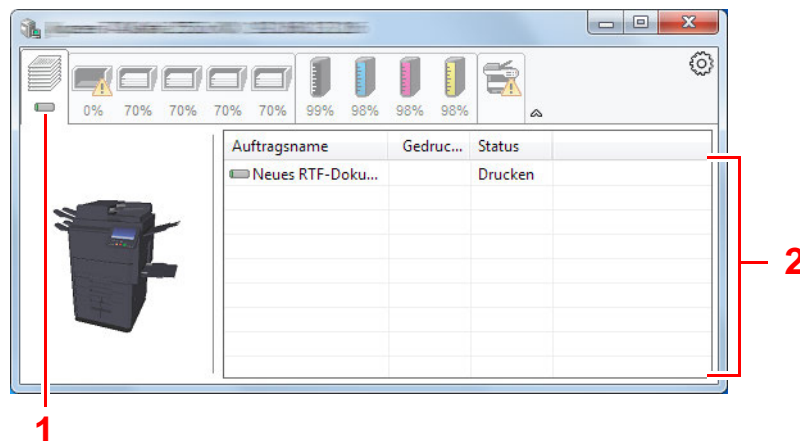 0% 70% 70% 70% 70% 99% 98% 98% 98%
Auftragsname Gedruc... Status
Neues RTF-Doku... Drucken
2
1